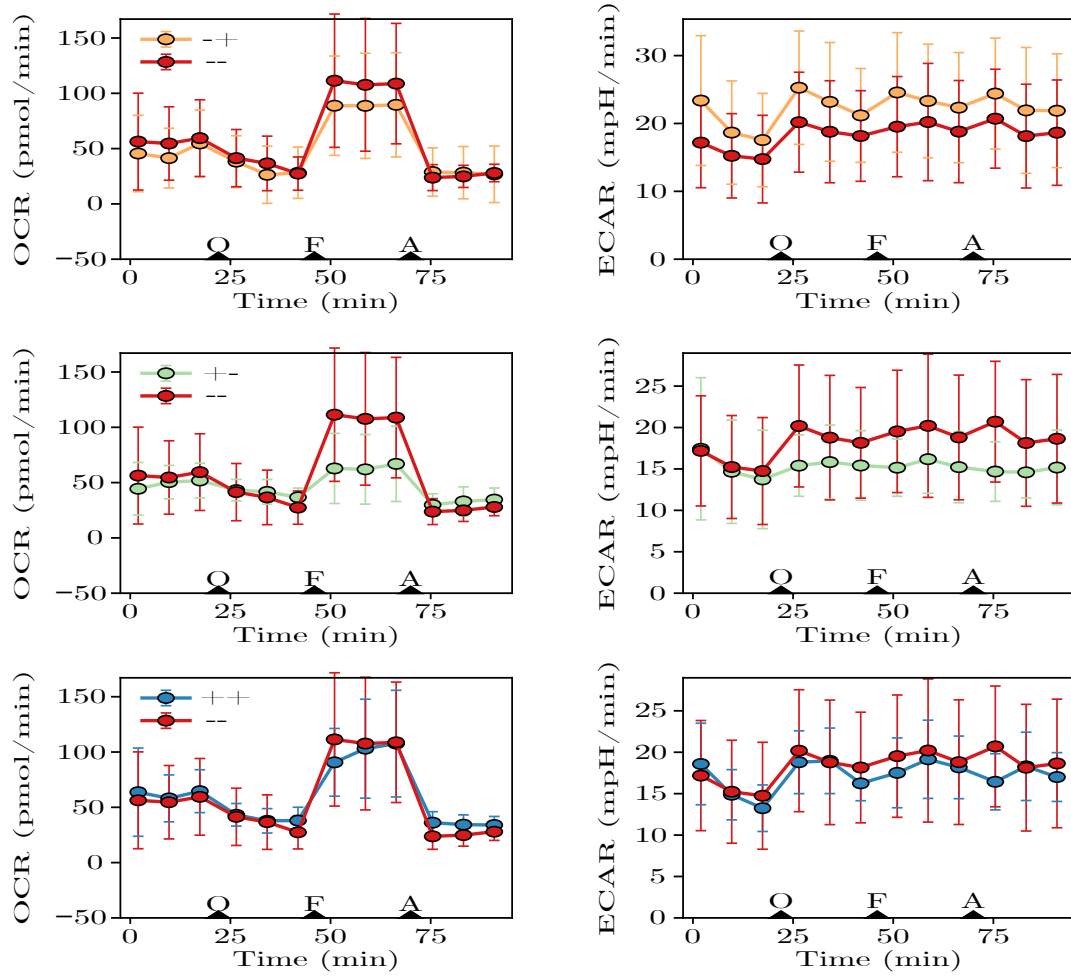 OCR (pmol/min)
150
100
50
0
−50
-+
--
O F A
0 25 50 75
Time (min)
ECAR (mpH/min)
30
20
10
0
O F A
0 25 50 75
Time (min)
OCR (pmol/min)
150
100
50
0
−50
+-
--
O F A
0 25 50 75
Time (min)
ECAR (mpH/min)
25
20
15
10
5
0
O F A
0 25 50 75
Time (min)
OCR (pmol/min)
150
100
50
0
−50
++
--
O F A
0 25 50 75
Time (min)
ECAR (mpH/min)
25
20
15
10
5
0
O F A
0 25 50 75
Time (min)